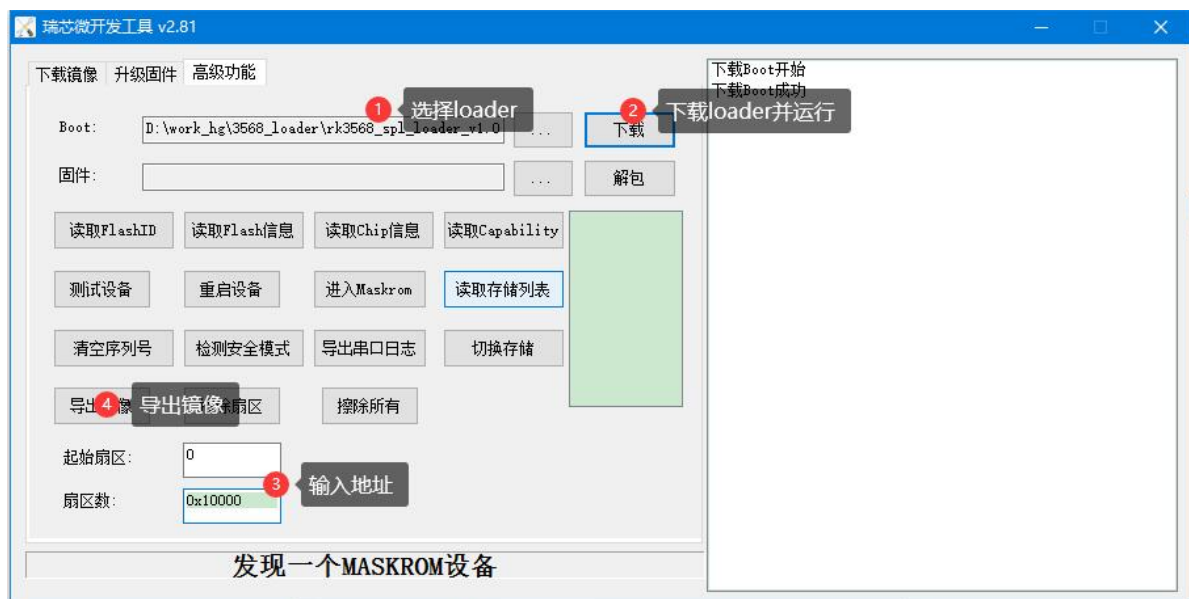 瑞芯微开发工具 v2.81
下载镜像 升级固件 高级功能
下载Boot开始
下载Boot成功
1 选择loader
2 下载loader并运行
Boot: D:\work_hg\3568_loader\rk3568_spl_loader_v1.0 ... 下载
固件: ... 解包
读取FlashID 读取Flash信息 读取Chip信息 读取Capability
测试设备 重启设备 进入Maskrom 读取存储列表
清空序列号 检测安全模式 导出串口日志 切换存储
4 导出镜像 扇区 擦除所有
起始扇区: 0
3 输入地址
扇区数: 0x10000
发现一个MASKROM设备